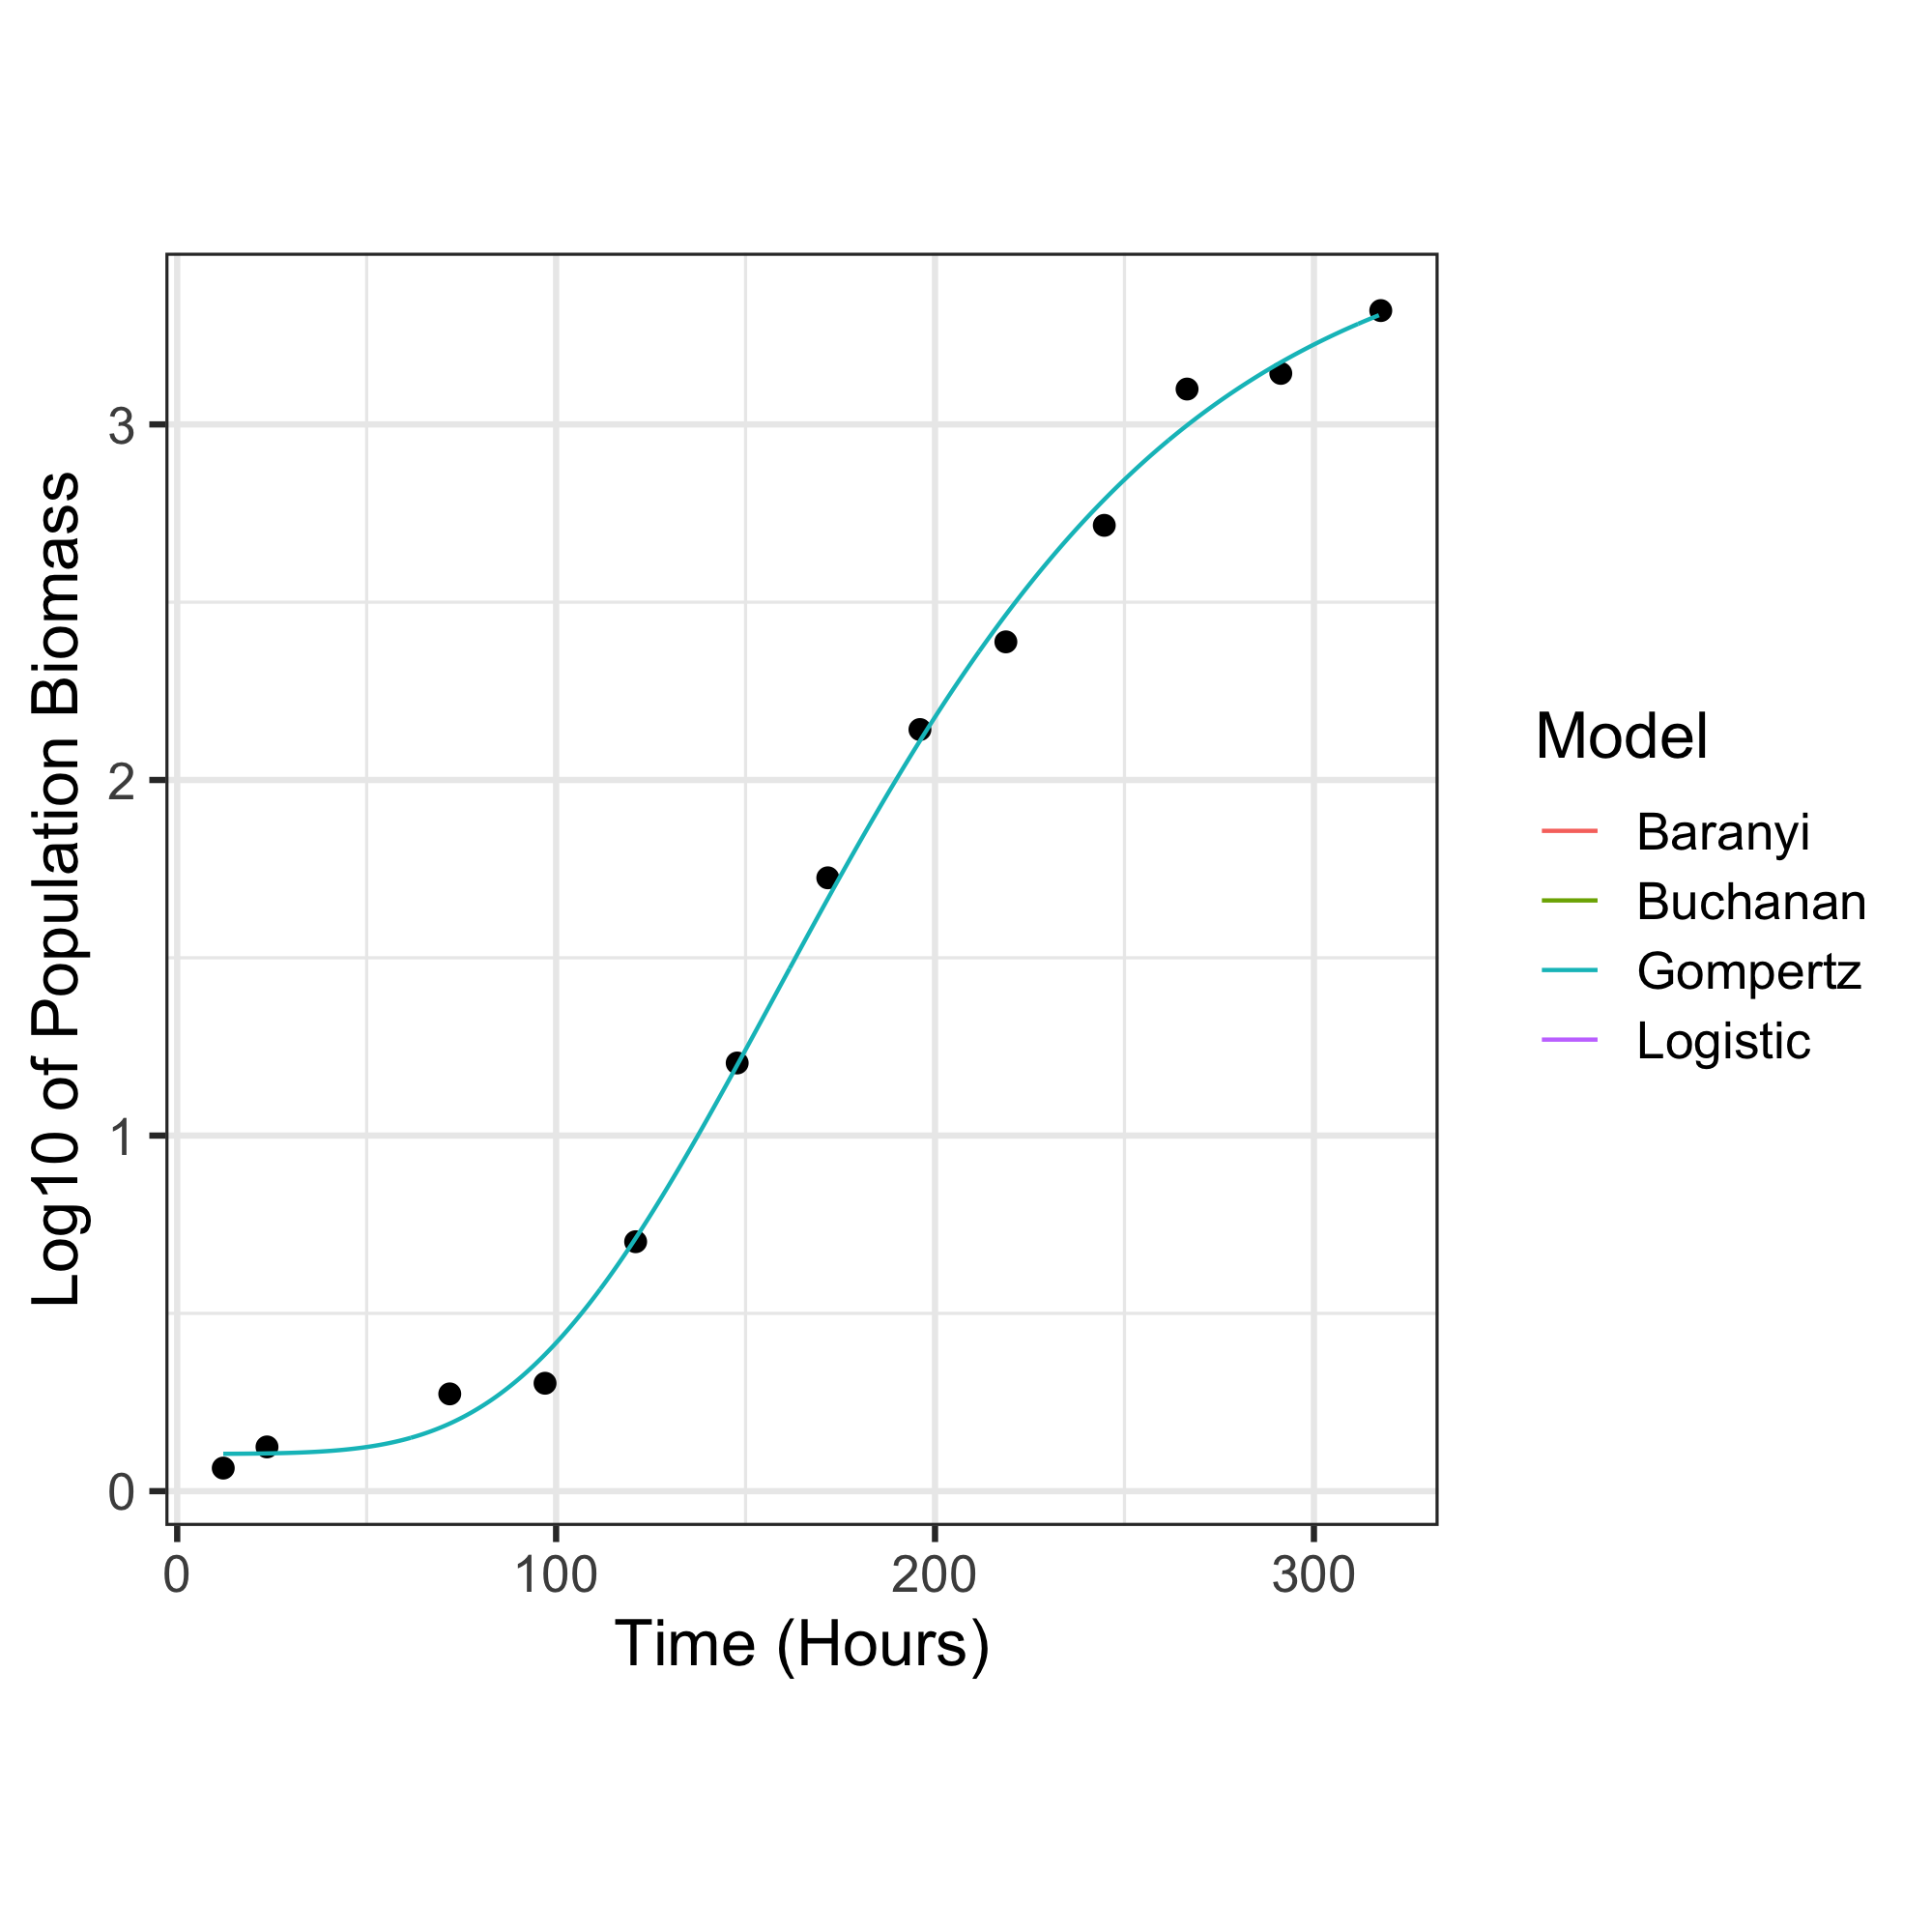 Log10 of Population Biomass
3
2
1
0
0 100 200 300
Time (Hours)
Model
Baranyi
Buchanan
Gompertz
Logistic